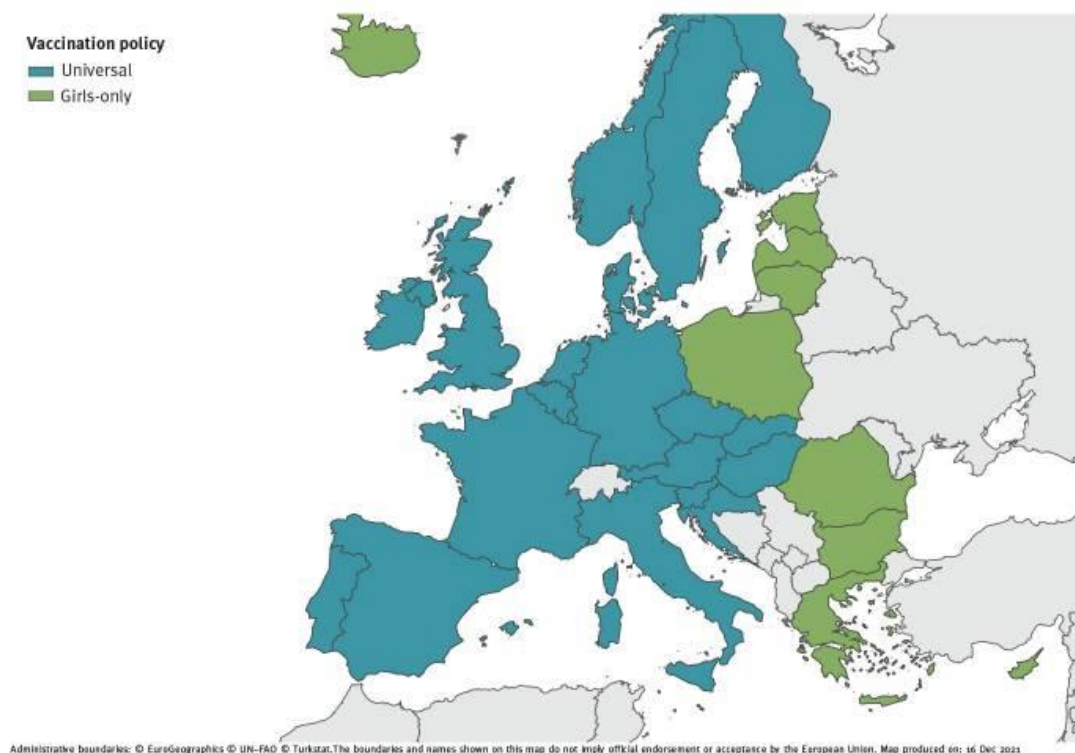 Vaccination policy
Universal
Girls-only
Administrative boundaries: © EuroGeographics © UN–FAO © Turkstat.The boundaries and names shown on this map do not imply official endorsement or acceptance by the European Union. Map produced on: 16 Dec 2021